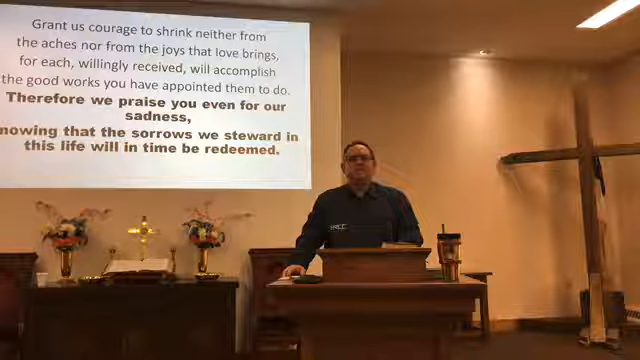 Grant us courage to shrink neither from
the aches nor from the joys that love brings,
for each, willingly received, will accomplish
the good works you have appointed them to do.
Therefore we praise you even for our
sadness,
nowing that the sorrows we steward in
this life will in time be redeemed.